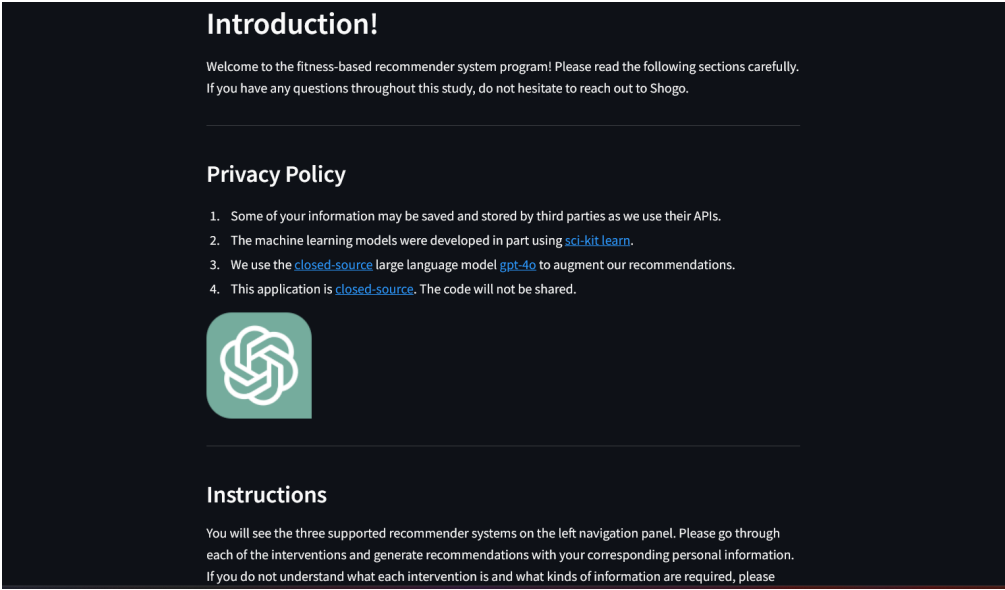 Introduction!
Welcome to the fitness-based recommender system program! Please read the following sections carefully.
If you have any questions throughout this study, do not hesitate to reach out to Shogo.
Privacy Policy
1. Some of your information may be saved and stored by third parties as we use their APIs.
2. The machine learning models were developed in part using sci-kit learn.
3. We use the closed-source large language model gpt-4o to augment our recommendations.
4. This application is closed-source. The code will not be shared.
Instructions
You will see the three supported recommender systems on the left navigation panel. Please go through
each of the interventions and generate recommendations with your corresponding personal information.
If you do not understand what each intervention is and what kinds of information are required, please